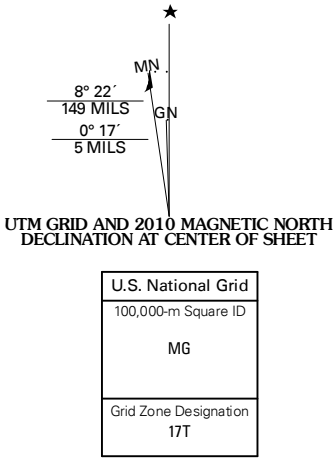 ★
MN
8° 22´
149 MILS
GN
0° 17´
5 MILS
UTM GRID AND 2010 MAGNETIC NORTH
DECLINATION AT CENTER OF SHEET
U.S. National Grid
100,000-m Square ID
MG
Grid Zone Designation
17T